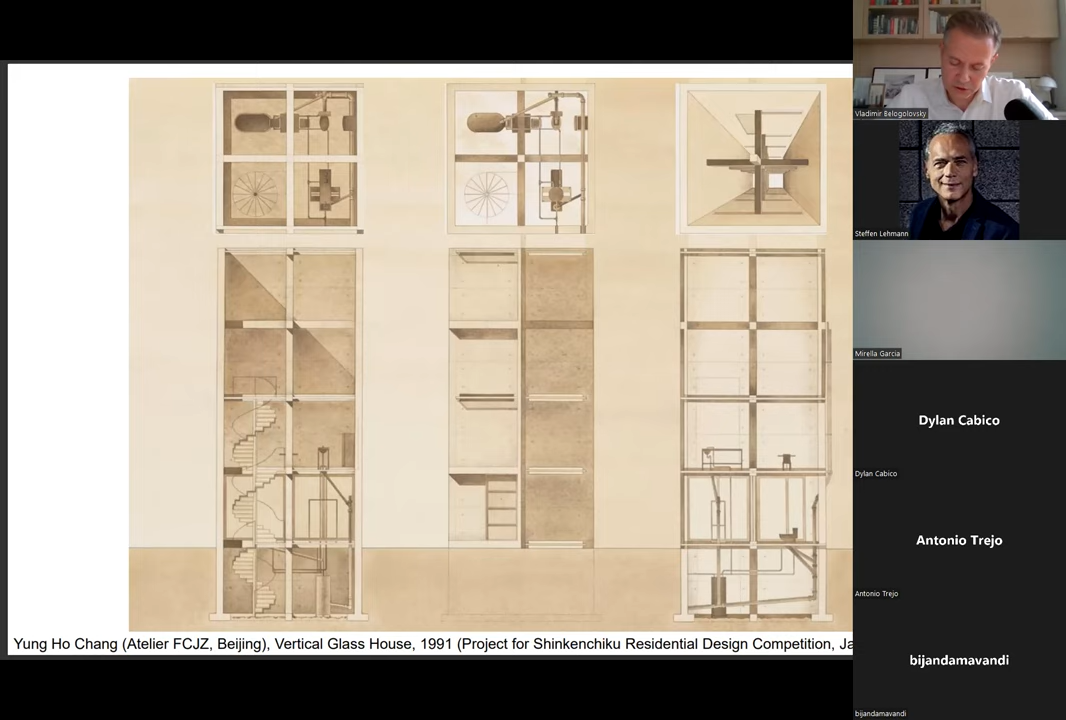 Vladimir Belogolovsky
Steffen Lehmann
Mirella Garcia
Dylan Cabico
Dylan Cabico
Antonio Trejo
Antonio Trejo
bijandamavandi
bijandamavandi
Yung Ho Chang (Atelier FCJZ, Beijing), Vertical Glass House, 1991 (Project for Shinkenchiku Residential Design Competition, Ja